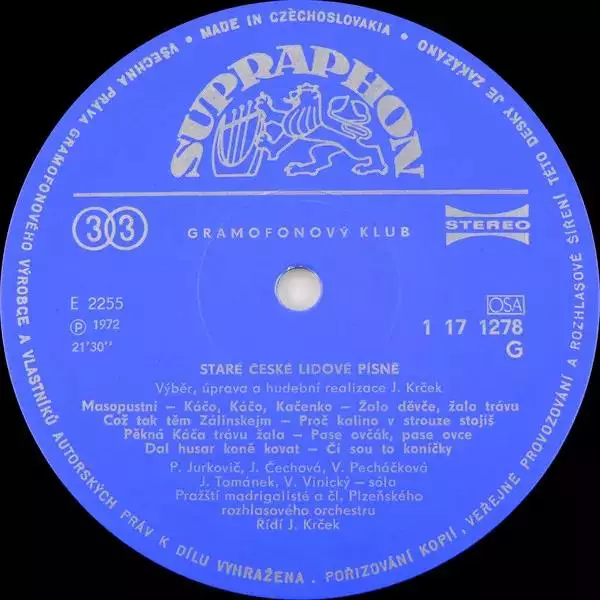 VŠECHNA PRÁVA GRAMOFONOVÉHO VÝROBCE A VLASTNÍKŮ AUTORSKÝCH PRÁV K DÍLU VYHRAŽENA . POŘIZOVÁNÍ KOPIÍ, VEŘEJNÉ PROVOZOVÁNÍ A ROZHLASOVÉ ŠÍŘENÍ TÉTO DESKY JE ZAKÁZÁNO • MADE IN CZECHOSLOVAKIA •
SUPRAPHON
33
GRAMOFONOVÝ KLUB
STEREO
E 2255
OSA
Ⓟ 1972
1 17 1278
21'30''
G
STARÉ ČESKÉ LIDOVÉ PÍSNĚ
Výběr, úprava a hudební realizace J. Krček
Masopustní – Káčo, Káčo, Kačenko – Žalo děvče, žalo trávu
Což tak těm Zálinskejm – Proč kalino v strouze stojíš
Pěkná Káča trávu žala – Pase ovčák, pase ovce
Dal husar koně kovat – Čí sou to koníčky
P. Jurkovič, J. Čechová, V. Pecháčková
J. Tománek, V. Vinický – sóla
Pražští madrigalisté a čl. Plzeňského
rozhlasového orchestru
Řídí J. Krček